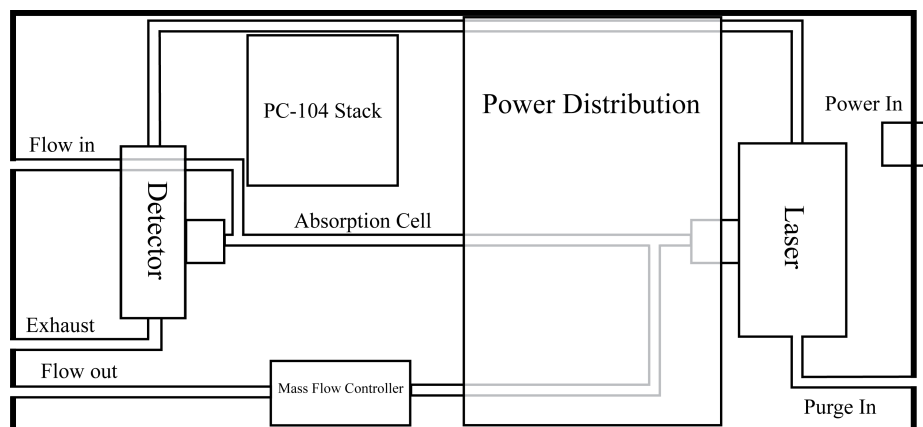 PC-104 Stack
Power Distribution
Power In
Flow in
Detector
Absorption Cell
Laser
Exhaust
Flow out
Mass Flow Controller
Purge In